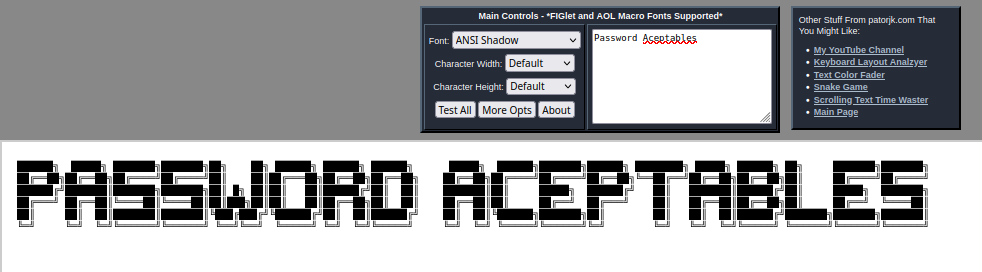 Main Controls - *FIGlet and AOL Macro Fonts Supported*
Font: ANSI Shadow
Character Width: Default
Character Height: Default
Test All More Opts About
Password Aceptables
Other Stuff From patorjk.com That
You Might Like:
My YouTube Channel
Keyboard Layout Analzyer
Text Color Fader
Snake Game
Scrolling Text Time Waster
Main Page
PASSWORD ACEPTABLES